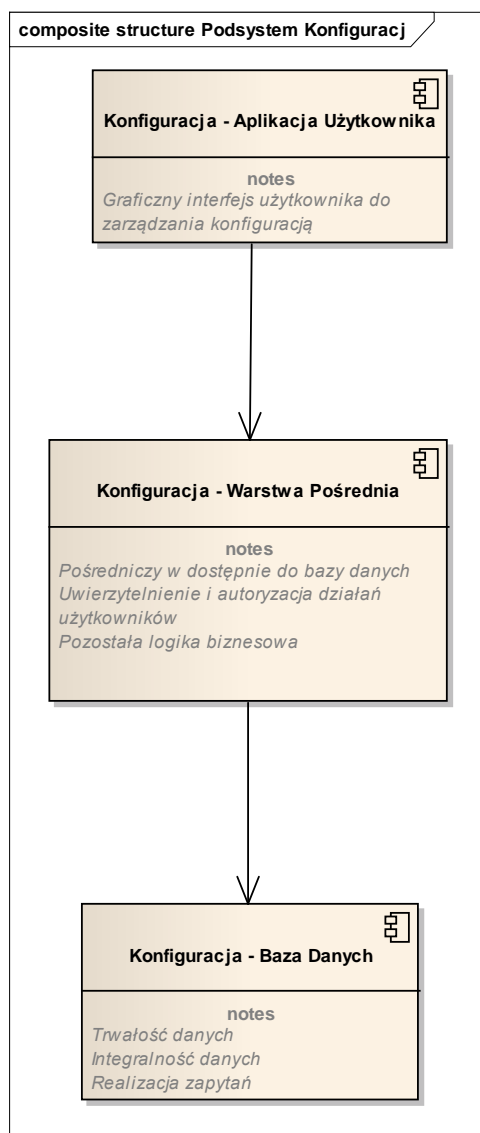 composite structure Podsystem Konfiguracj
Konfiguracja - Aplikacja Użytkownika
notes
Graficzny interfejs użytkownika do
zarządzania konfiguracją
Konfiguracja - Warstwa Pośrednia
notes
Pośredniczy w dostępnie do bazy danych
Uwierzytelnienie i autoryzacja działań
użytkowników
Pozostała logika biznesowa
Konfiguracja - Baza Danych
notes
Trwałość danych
Integralność danych
Realizacja zapytań